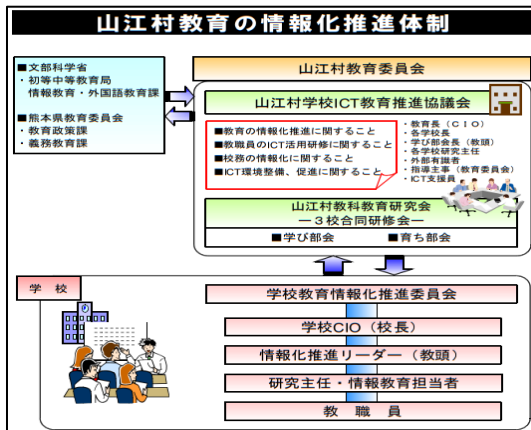 山江村教育の情報化推進体制
■文部科学省
・初等中等教育局
情報教育・外国語教育課
■熊本県教育委員会
・教育政策課
・義務教育課
山江村教育委員会
山江村学校ICT教育推進協議会
■教育の情報化推進に関すること
■教職員のICT活用研修に関すること
■校務の情報化に関すること
■ICT環境整備、促進に関すること
・教育長（CIO）
・各学校長
・学び部会長（教頭）
・各学校研究主任
・外部有識者
・指導主事（教育委員会）
・ICT支援員
山江村教科教育研究会
―3校合同研修会―
■学び部会 ■育ち部会
学 校
学校教育情報化推進委員会
学校CIO（校長）
情報化推進リーダー（教頭）
研究主任・情報教育担当者
教 職 員